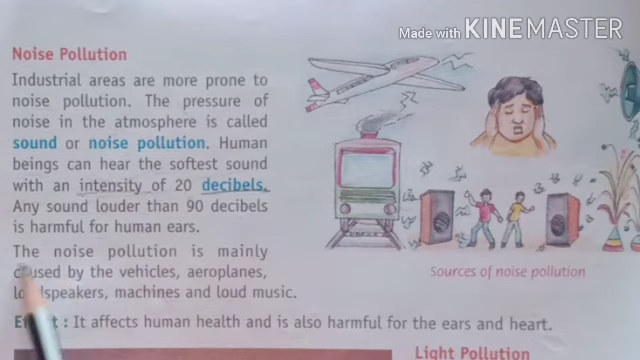 Made with KINEMASTER
Noise Pollution
Industrial areas are more prone to
noise pollution. The pressure of
noise in the atmosphere is called
sound or noise pollution. Human
beings can hear the softest sound
with an intensity of 20 decibels.
Any sound louder than 90 decibels
is harmful for human ears.
The noise pollution is mainly
caused by the vehicles, aeroplanes,
loudspeakers, machines and loud music.
Sources of noise pollution
Effect : It affects human health and is also harmful for the ears and heart.
Light Pollution